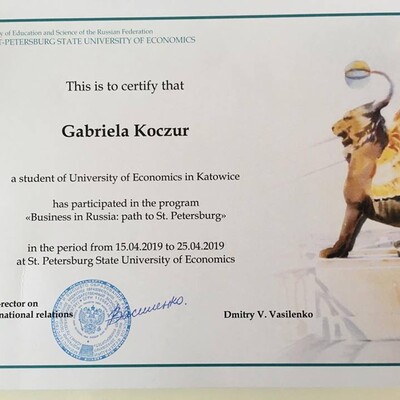 y of Education and Science of the Russian Federation
T-PETERSBURG STATE UNIVERSITY OF ECONOMICS
This is to certify that
Gabriela Koczur
a student of University of Economics in Katowice
has participated in the program
«Business in Russia: path to St. Petersburg»
in the period from 15.04.2019 to 25.04.2019
at St. Petersburg State University of Economics
rector on
national relations
Dmitry V. Vasilenko